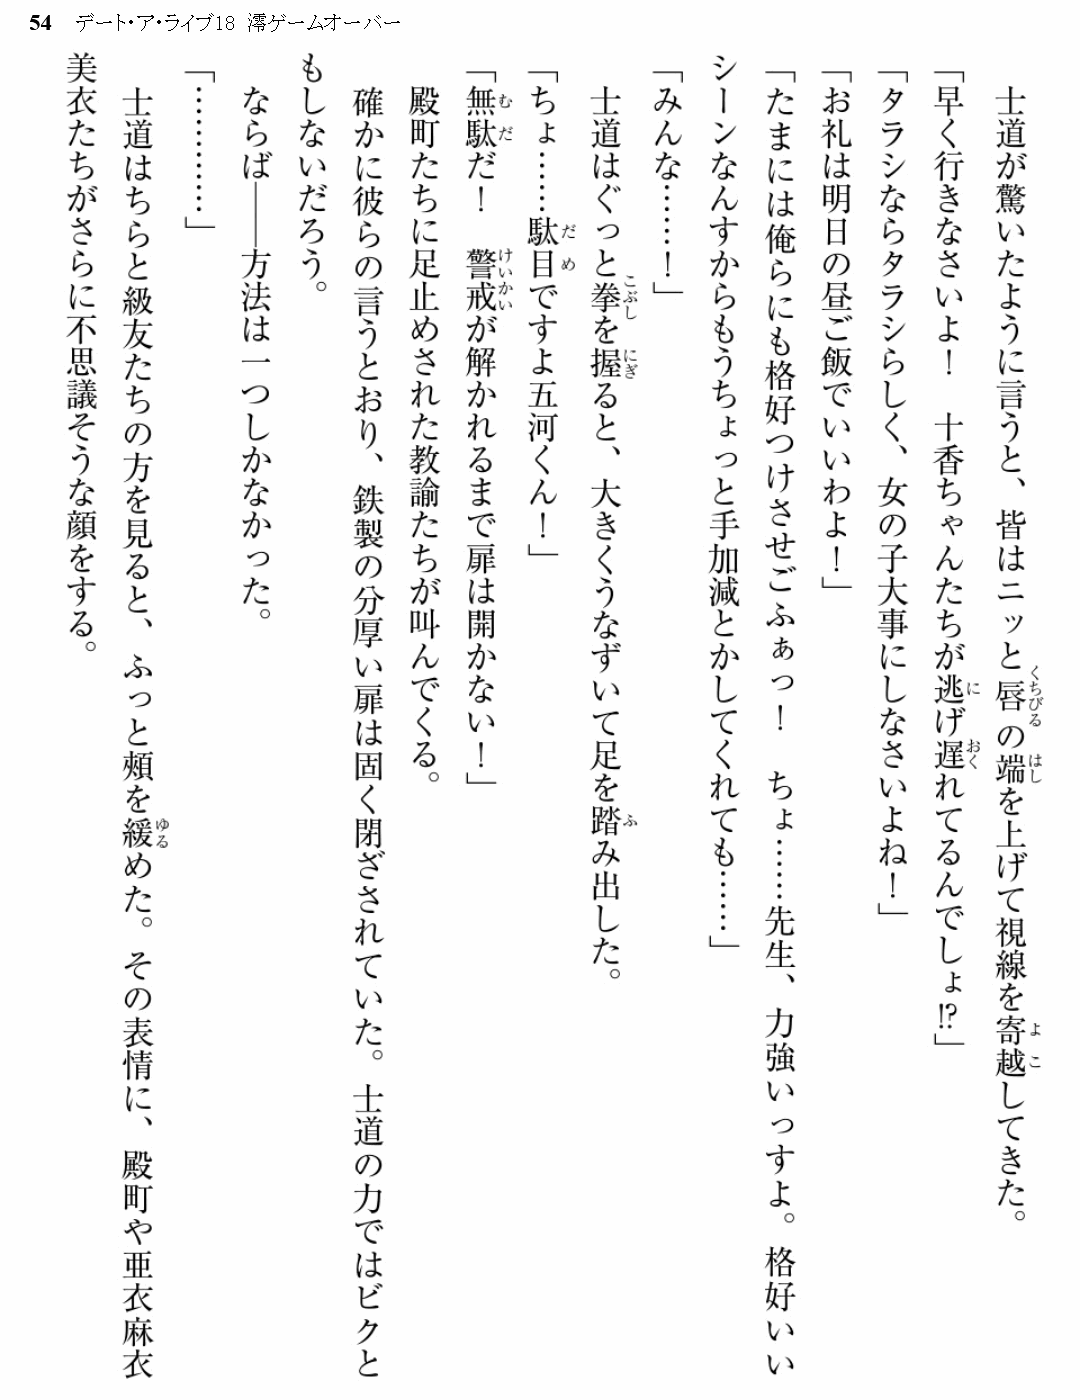 54 デート・ア・ライブ18 澪ゲームオーバー
士道が驚いたように言うと、皆はニッと唇の端を上げて視線を寄越してきた。
「早く行きなさいよ！　十香ちゃんたちが逃げ遅れてるんでしょ!?」
「タラシならタラシらしく、女の子大事にしなさいよね！」
「お礼は明日の昼ご飯でいいわよ！」
「たまには俺らにも格好つけさせごふぁっ！　ちょ……先生、力強いっすよ。格好いい
シーンなんすからもうちょっと手加減とかしてくれても……」
「みんな……！」
士道はぐっと拳を握ると、大きくうなずいて足を踏み出した。
「ちょ……駄目ですよ五河くん！」
「無駄だ！　警戒が解かれるまで扉は開かない！」
殿町たちに足止めされた教諭たちが叫んでくる。
確かに彼らの言うとおり、鉄製の分厚い扉は固く閉ざされていた。士道の力ではビクと
もしないだろう。
ならば――方法は一つしかなかった。
「…………」
士道はちらと級友たちの方を見ると、ふっと頰を緩めた。その表情に、殿町や亜衣麻衣
美衣たちがさらに不思議そうな顔をする。